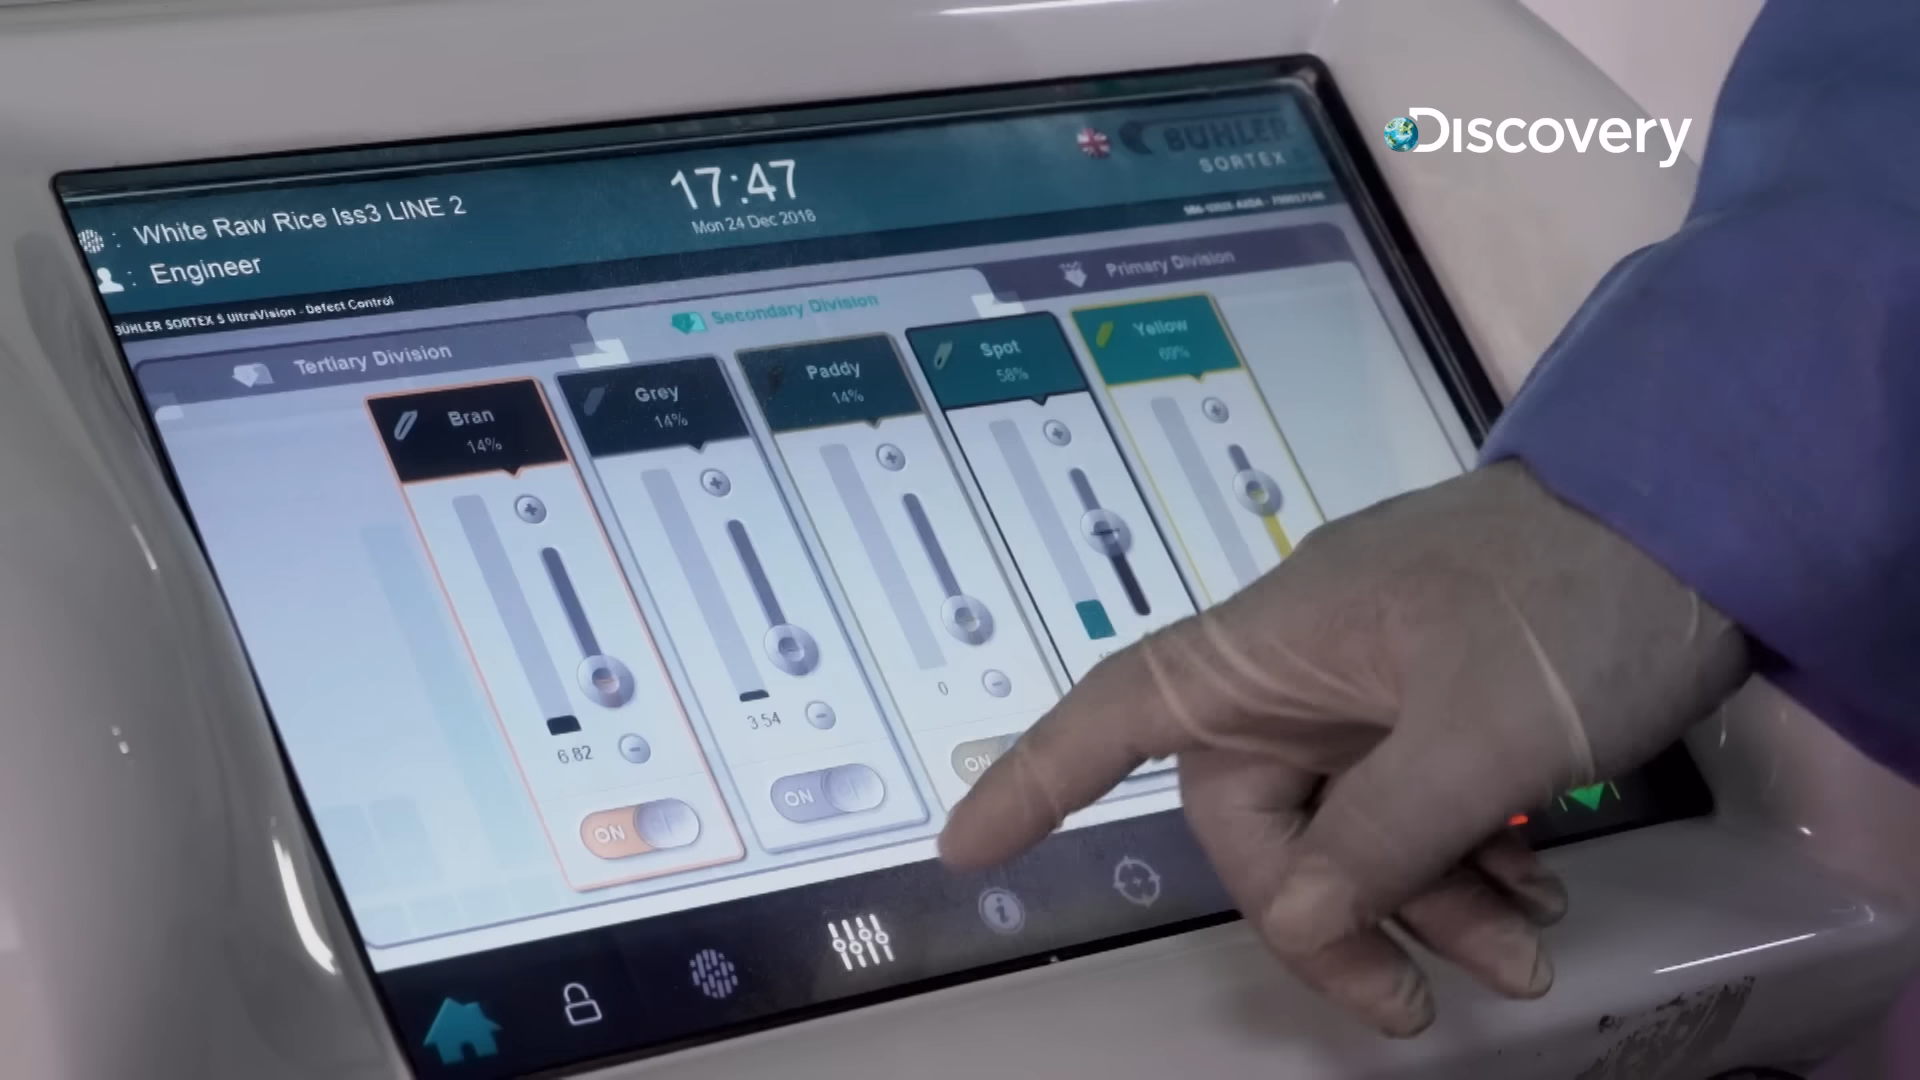 Discovery
BÜHLER
SORTEX
17:47
Mon 24 Dec 2018
: White Raw Rice Iss3 LINE 2
: Engineer
BÜHLER SORTEX S UltraVision - Defect Control
Tertiary Division
Secondary Division
Primary Division
Bran
14%
Grey
14%
Paddy
14%
Spot
58%
Yellow
69%
6.82
3.54
0
ON
ON
ON